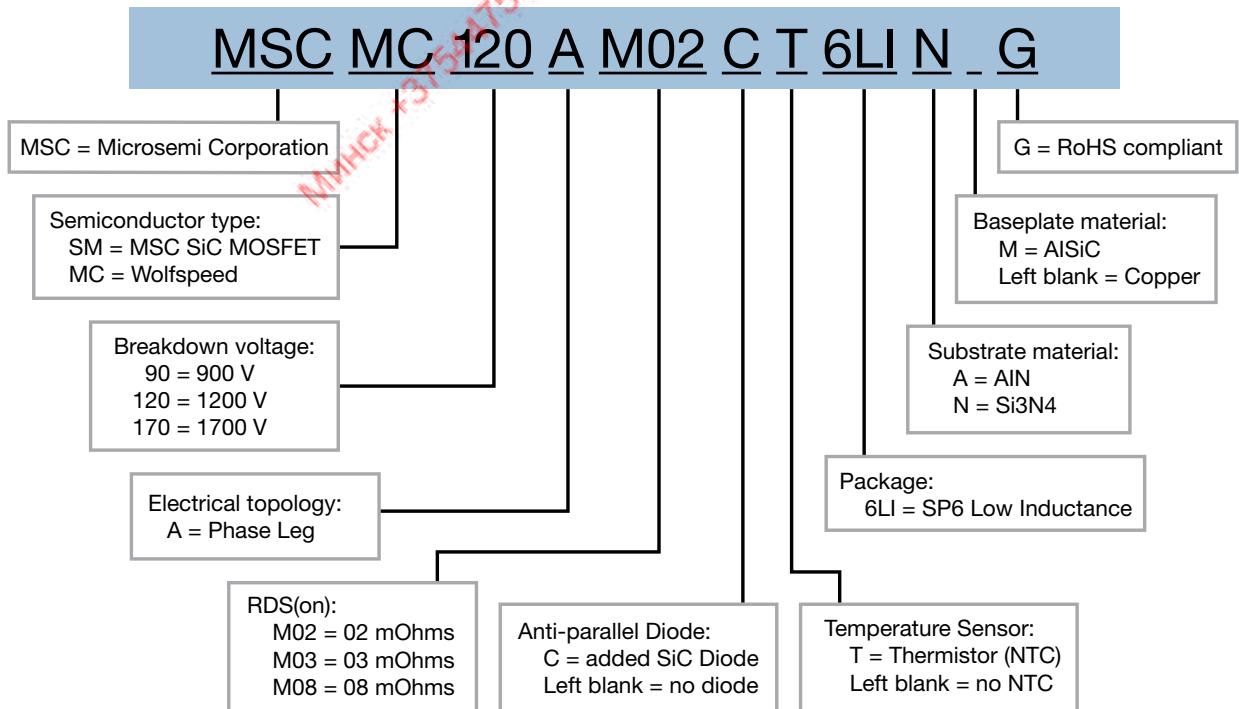 MSC MC 120 A M02 C T 6LI N _ G
MSC = Microsemi Corporation
G = RoHS compliant
Semiconductor type:
SM = MSC SiC MOSFET
MC = Wolfspeed
Baseplate material:
M = AlSiC
Left blank = Copper
Breakdown voltage:
90 = 900 V
120 = 1200 V
170 = 1700 V
Substrate material:
A = AlN
N = Si3N4
Electrical topology:
A = Phase Leg
Package:
6LI = SP6 Low Inductance
RDS(on):
M02 = 02 mOhms
M03 = 03 mOhms
M08 = 08 mOhms
Anti-parallel Diode:
C = added SiC Diode
Left blank = no diode
Temperature Sensor:
T = Thermistor (NTC)
Left blank = no NTC
Минск